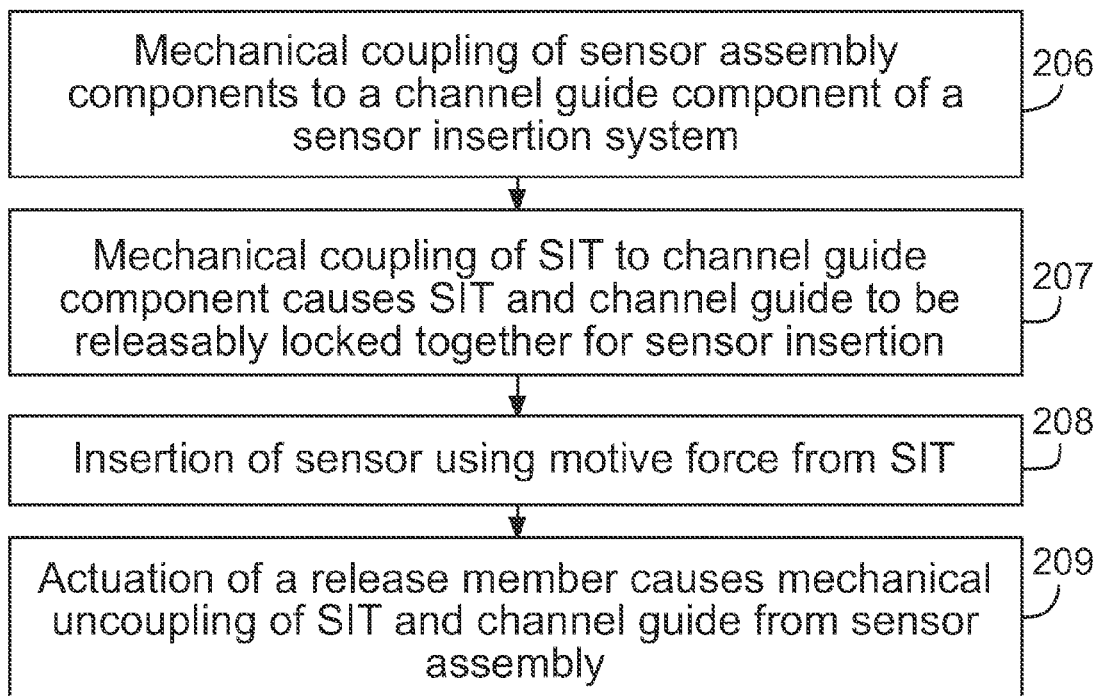 Mechanical coupling of sensor assembly
components to a channel guide component of a
sensor insertion system
206
Mechanical coupling of SIT to channel guide
component causes SIT and channel guide to be
releasably locked together for sensor insertion
207
Insertion of sensor using motive force from SIT
208
Actuation of a release member causes mechanical
uncoupling of SIT and channel guide from sensor
assembly
209